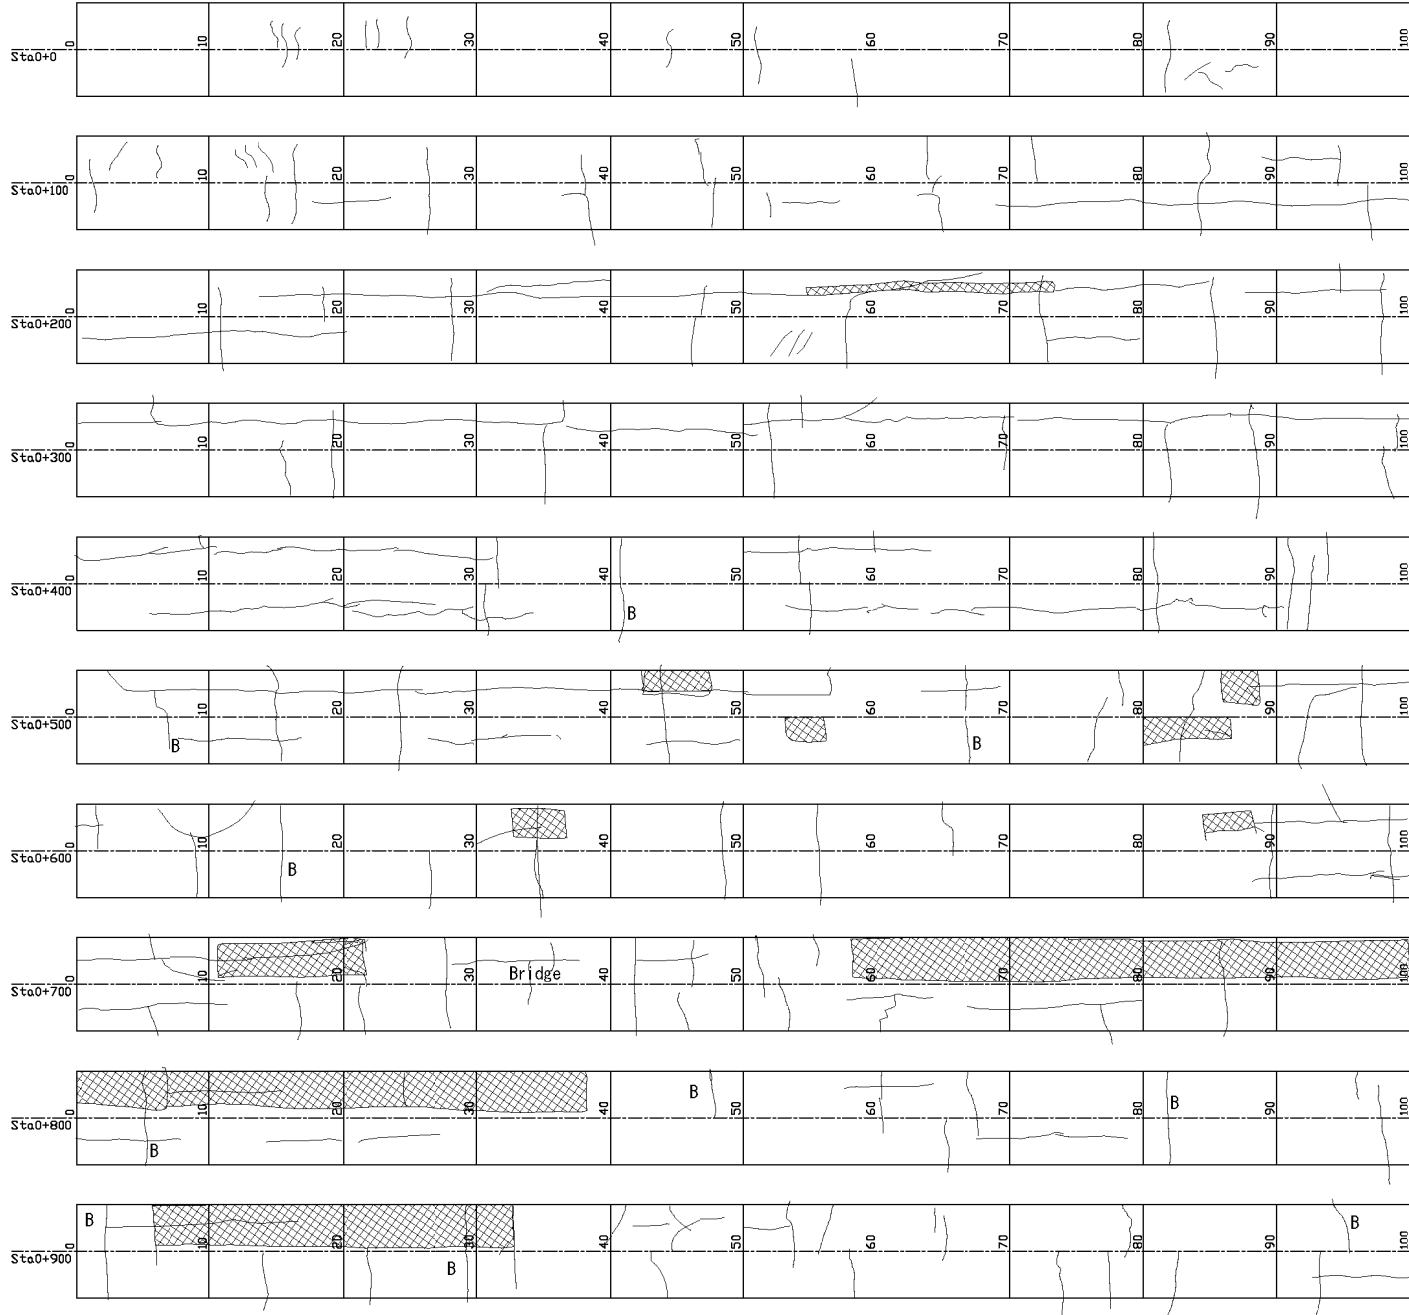 Sta0+0 0 10 20 30 40 50 60 70 80 90 100
Sta0+100 0 10 20 30 40 50 60 70 80 90 100
Sta0+200 0 10 20 30 40 50 60 70 80 90 100
Sta0+300 0 10 20 30 40 50 60 70 80 90 100
Sta0+400 0 10 20 30 40 50 60 70 80 90 100
B
Sta0+500 0 10 20 30 40 50 60 70 80 90 100
B B
Sta0+600 0 10 20 30 40 50 60 70 80 90 100
B
Bridge
Sta0+700 0 10 20 30 40 50 60 70 80 90 100
B B
Sta0+800 0 10 20 30 40 50 60 70 80 90 100
B
B B
Sta0+900 0 10 20 30 40 50 60 70 80 90 100
B